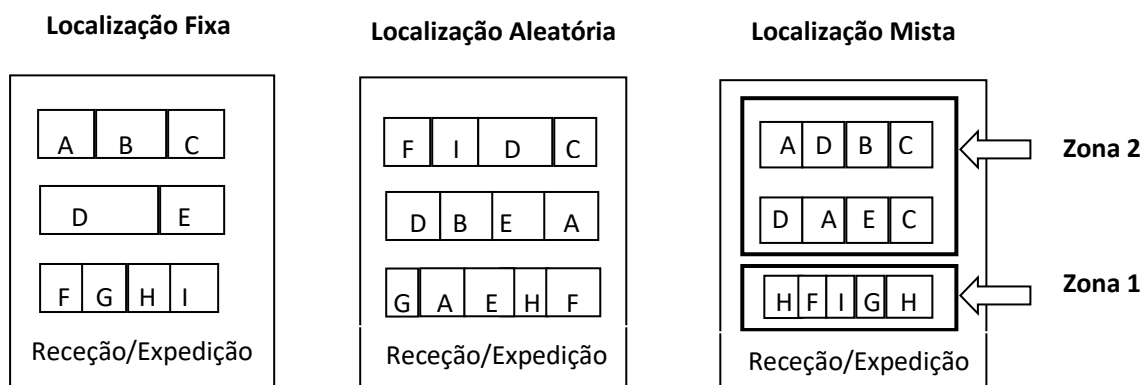 Localização Fixa
A B C
D E
F G H I
Receção/Expedição
Localização Aleatória
F I D C
D B E A
G A E H F
Receção/Expedição
Localização Mista
A D B C
D A E C
Zona 2
H F I G H
Zona 1
Receção/Expedição